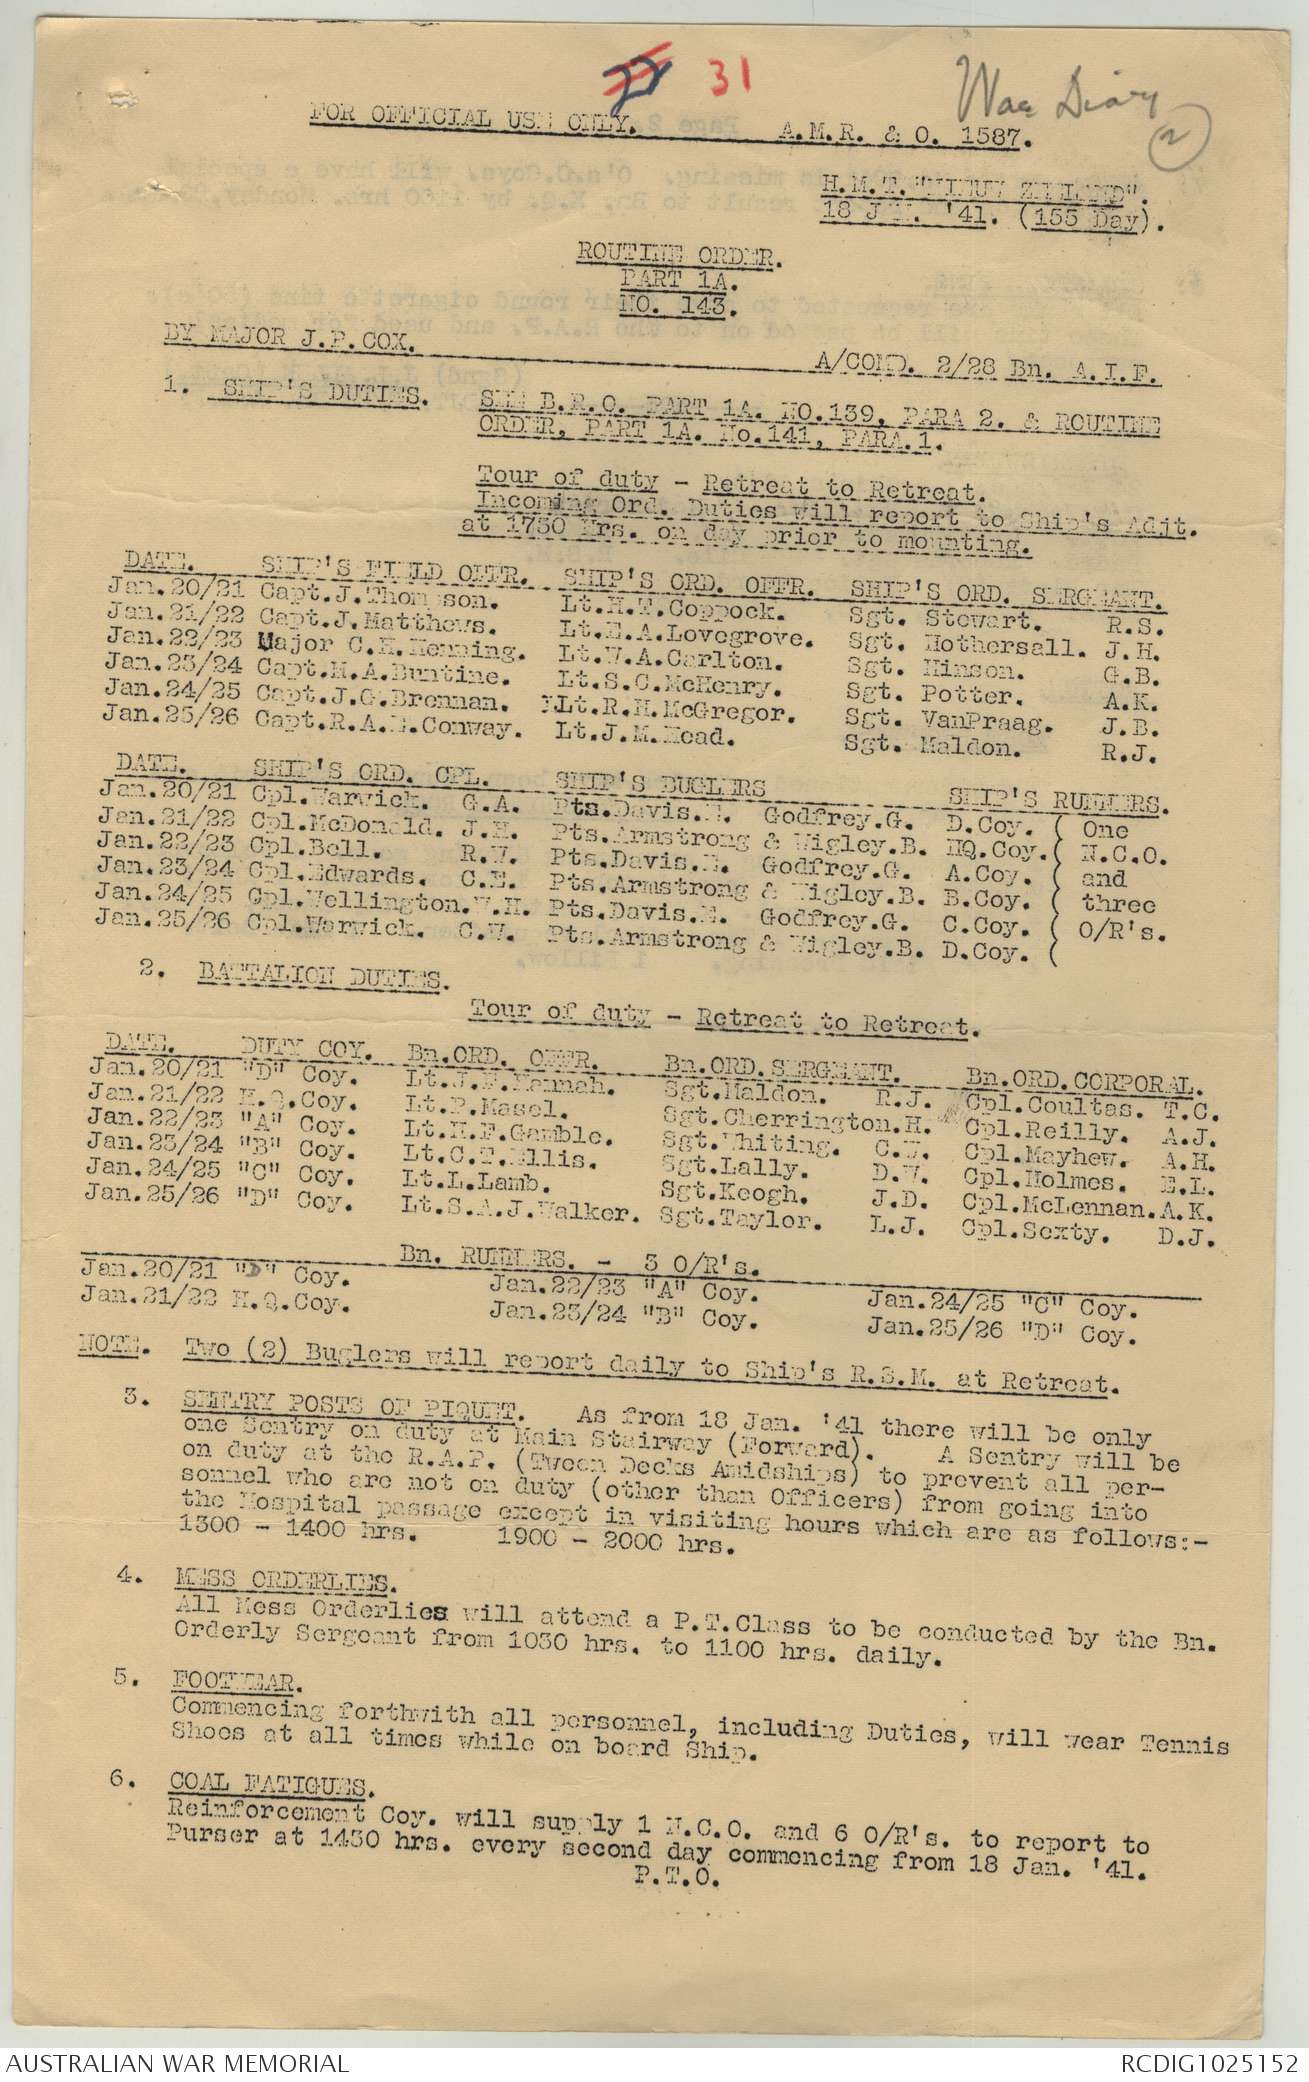 27 31
War Diary
2
FOR OFFICIAL USE ONLY. A.M.R. & O. 1587.
H.M.T. "NIEUW ZEELAND".
18 JAN. '41. (155 Day).
ROUTINE ORDER.
PART 1A.
NO. 143.
BY MAJOR J.P.COX. A/COMD. 2/28 Bn. A.I.F.
1. SHIP'S DUTIES. SEE B.R.O. PART 1A. NO.139, PARA 2. & ROUTINE
ORDER, PART 1A. No.141, PARA.1.
Tour of duty - Retreat to Retreat.
Incoming Ord. Duties will report to Ship's Adjt.
at 1730 Hrs. on day prior to mounting.
DATE. SHIP'S FIELD OFFR. SHIP'S ORD. OFFR. SHIP'S ORD. SERGEANT.
Jan.20/21 Capt.J.Thompson. Lt.H.T.Coppock. Sgt. Stewart. R.S.
Jan.21/22 Capt.J.Matthews. Lt.E.A.Lovegrove. Sgt. Hothersall. J.H.
Jan.22/23 Major C.H.Henning. Lt.W.A.Carlton. Sgt. Hinson. G.B.
Jan.23/24 Capt.M.A.Buntine. Lt.S.C.McHenry. Sgt. Potter. A.K.
Jan.24/25 Capt.J.G.Brennan. Lt.R.H.McGregor. Sgt. VanPraag. J.B.
Jan.25/26 Capt.R.A.E.Conway. Lt.J.M.Head. Sgt. Maldon. R.J.
DATE. SHIP'S ORD. CPL. SHIP'S BUGLERS SHIP'S RUNNERS.
Jan.20/21 Cpl.Warwick. G.A. Pts.Davis.E. Godfrey.G. D.Coy. ( One
Jan.21/22 Cpl.McDonald. J.H. Pts.Armstrong & Wigley.B. HQ.Coy.( N.C.O.
Jan.22/23 Cpl.Bell. R.W. Pts.Davis.E. Godfrey.G. A.Coy. ( and
Jan.23/24 Cpl.Edwards. C.E. Pts.Armstrong & Wigley.B. B.Coy. ( three
Jan.24/25 Cpl.Wellington.W.H. Pts.Davis.E. Godfrey.G. C.Coy. ( O/R's.
Jan.25/26 Cpl.Warwick. C.W. Pts.Armstrong & Wigley.B. D.Coy. (
2. BATTALION DUTIES.
Tour of duty - Retreat to Retreat.
DATE. DUTY COY. Bn.ORD. OFFR. Bn.ORD.SERGEANT. Bn.ORD.CORPORAL.
Jan.20/21 "D" Coy. Lt.J.F.Hannah. Sgt.Maldon. R.J. Cpl.Coultas. T.C.
Jan.21/22 H.Q.Coy. Lt.P.Masel. Sgt.Cherrington.H. Cpl.Reilly. A.J.
Jan.22/23 "A" Coy. Lt.H.F.Gamble. Sgt.Whiting. C.W. Cpl.Mayhew. A.H.
Jan.23/24 "B" Coy. Lt.C.T.Ellis. Sgt.Lally. D.W. Cpl.Holmes. E.L.
Jan.24/25 "C" Coy. Lt.L.Lamb. Sgt.Keogh. J.D. Cpl.McLennan.A.K.
Jan.25/26 "D" Coy. Lt.S.A.J.Walker. Sgt.Taylor. L.J. Cpl.Sexty. D.J.
Bn. RUNNERS. - 3 O/R's.
Jan.20/21 "D" Coy. Jan.22/23 "A" Coy. Jan.24/25 "C" Coy.
Jan.21/22 H.Q.Coy. Jan.23/24 "B" Coy. Jan.25/26 "D" Coy.
NOTE. Two (2) Buglers will report daily to Ship's R.S.M. at Retreat.
3. SENTRY POSTS OF PIQUET. As from 18 Jan. '41 there will be only
one Sentry on duty at Main Stairway (Forward). A Sentry will be
on duty at the R.A.P. (Tween Decks Amidships) to prevent all per-
sonnel who are not on duty (other than Officers) from going into
the Hospital passage except in visiting hours which are as follows:-
1300 - 1400 hrs. 1900 - 2000 hrs.
4. MESS ORDERLIES.
All Mess Orderlies will attend a P.T.Class to be conducted by the Bn.
Orderly Sergeant from 1030 hrs. to 1100 hrs. daily.
5. FOOTWEAR.
Commencing forthwith all personnel, including Duties, will wear Tennis
Shoes at all times while on board Ship.
6. COAL FATIGUES.
Reinforcement Coy. will supply 1 N.C.O. and 6 O/R's. to report to
Purser at 1430 hrs. every second day commencing from 18 Jan. '41.
P.T.O.
AUSTRALIAN WAR MEMORIAL RCDIG1025152